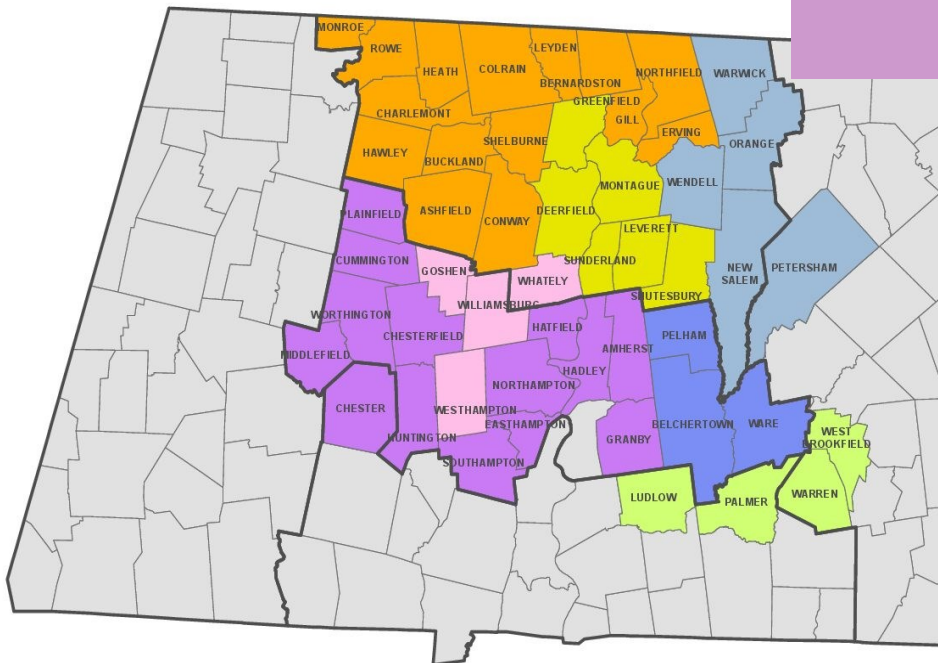 MONROE
ROWE
HEATH
COLRAIN
LEYDEN
BERNARDSTON
NORTHFIELD
WARWICK
CHARLEMONT
GREENFIELD
GILL
ERVING
ORANGE
HAWLEY
BUCKLAND
SHELBURNE
MONTAGUE
WENDELL
PLAINFIELD
ASHFIELD
CONWAY
DEERFIELD
LEVERETT
CUMMINGTON
GOSHEN
WHATELY
SUNDERLAND
SHUTESBURY
NEW
SALEM
PETERSHAM
WORTHINGTON
CHESTERFIELD
WILLIAMSBURG
HATFIELD
AMHERST
PELHAM
MIDDLEFIELD
HADLEY
NORTHAMPTON
CHESTER
WESTHAMPTON
EASTHAMPTON
BELCHERTOWN
WARE
HUNTINGTON
GRANBY
WEST
BROOKFIELD
SOUTHAMPTON
LUDLOW
PALMER
WARREN